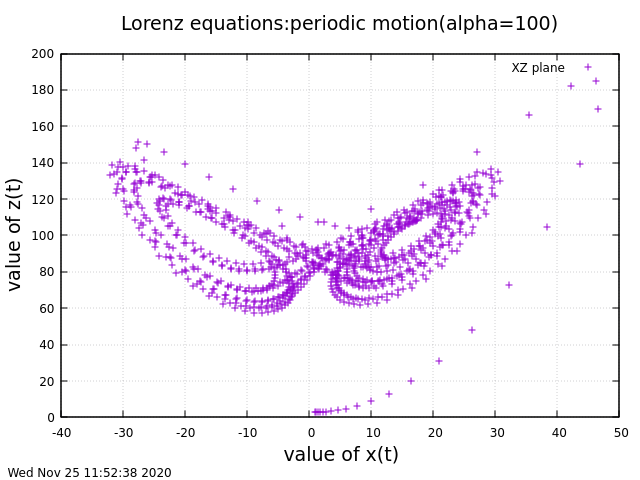 Lorenz equations:periodic motion(alpha=100)
200
180
160
140
120
100
80
60
40
20
0
XZ plane
value of z(t)
-40 -30 -20 -10 0 10 20 30 40 50
value of x(t)
Wed Nov 25 11:52:38 2020